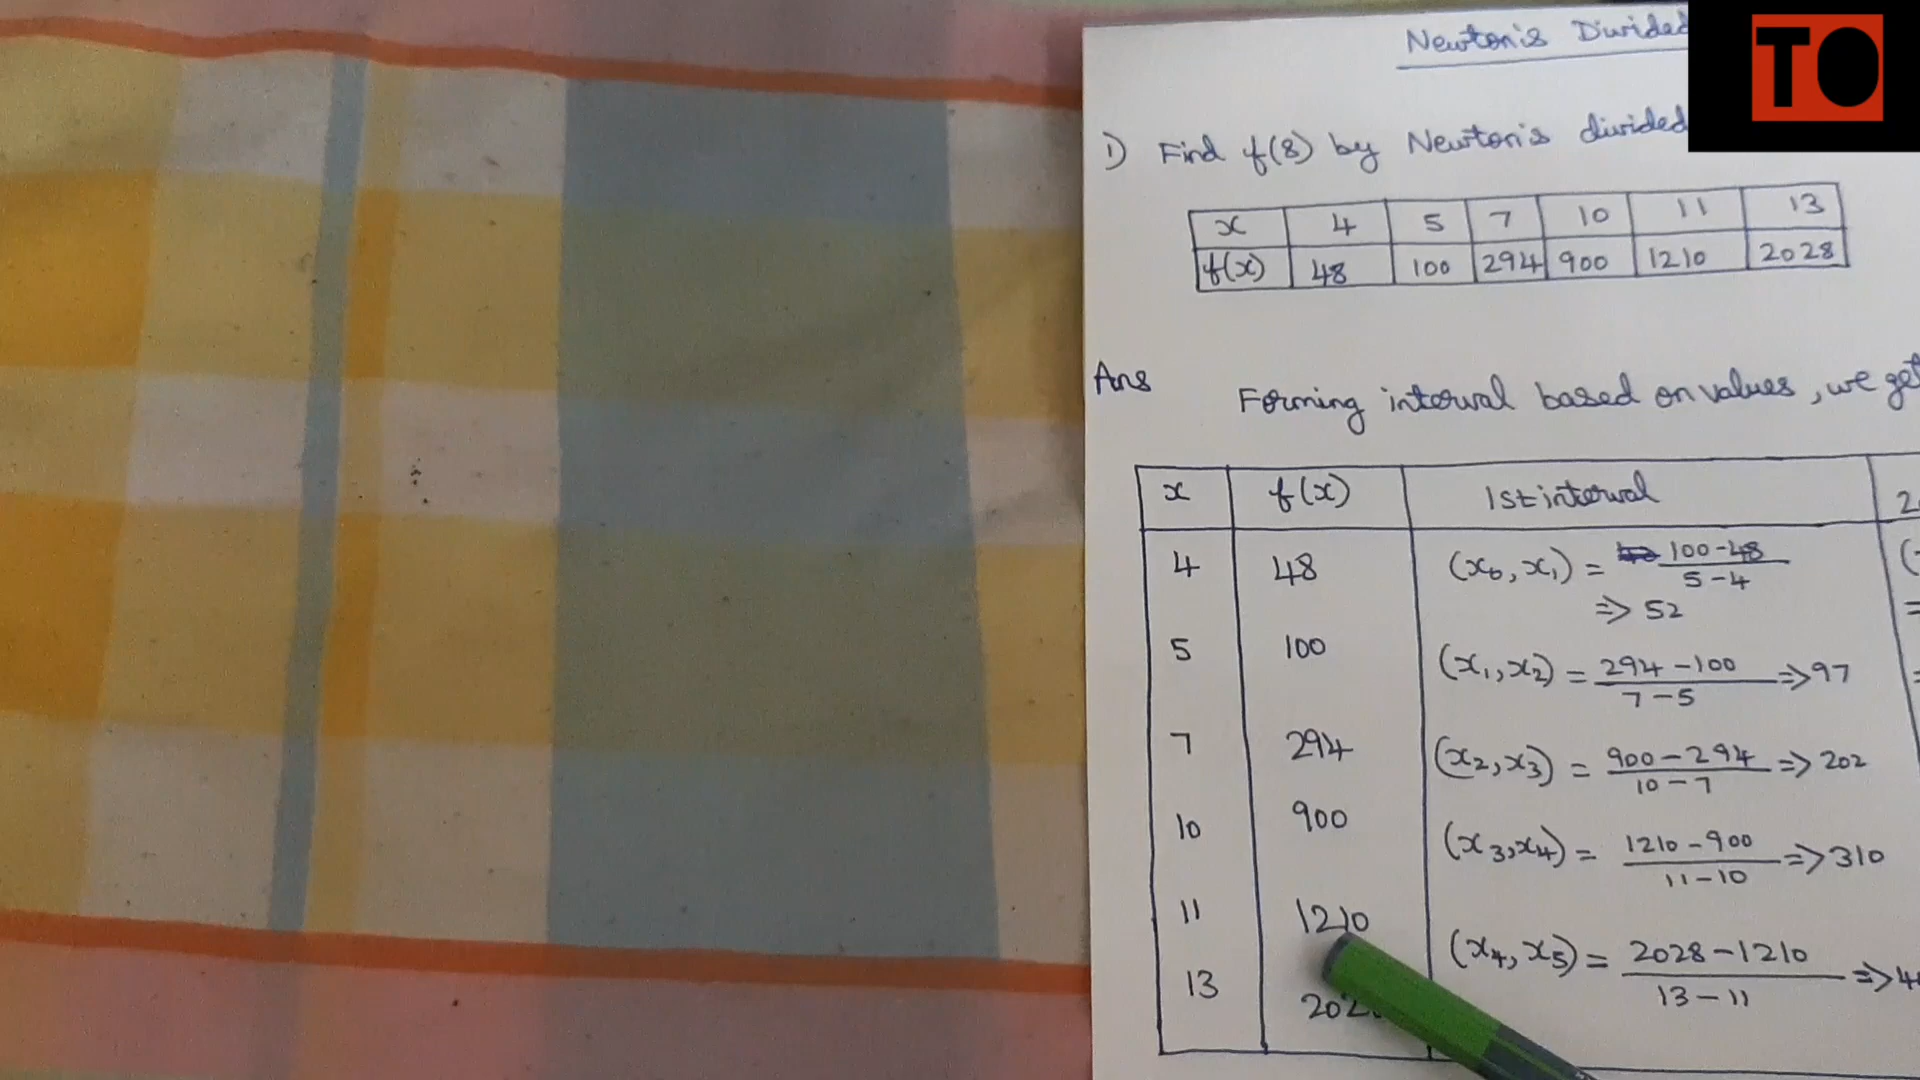 Newton's Divided
TO
1) Find f(8) by Newton's divided
x 4 5 7 10 11 13
f(x) 48 100 294 900 1210 2028
Ans Forming interval based on values, we get
x f(x) 1st interval
4 48 (x0, x1) = 100-48
5-4
=> 52
5 100 (x1, x2) = 294-100 => 97
7-5
7 294 (x2, x3) = 900-294 => 202
10-7
10 900 (x3, x4) = 1210-900 => 310
11-10
11 1210 (x4, x5) = 2028-1210 =>
13-11
13